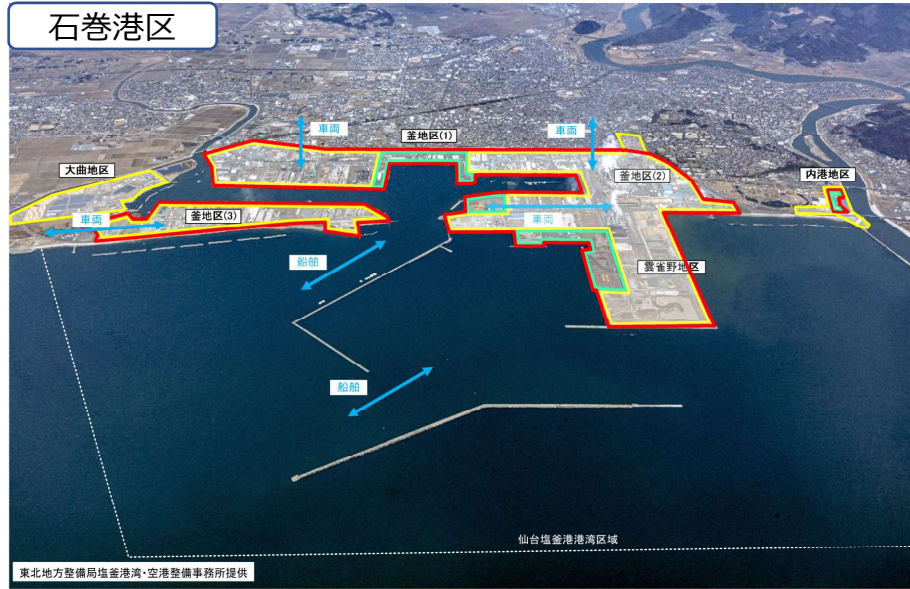 石巻港区
車両
釜地区(1)
車両
大曲地区
釜地区(2)
内港地区
釜地区(3)
車両
車両
船舶
雲雀野地区
船舶
仙台塩釜港港湾区域
東北地方整備局塩釜港湾・空港整備事務所提供